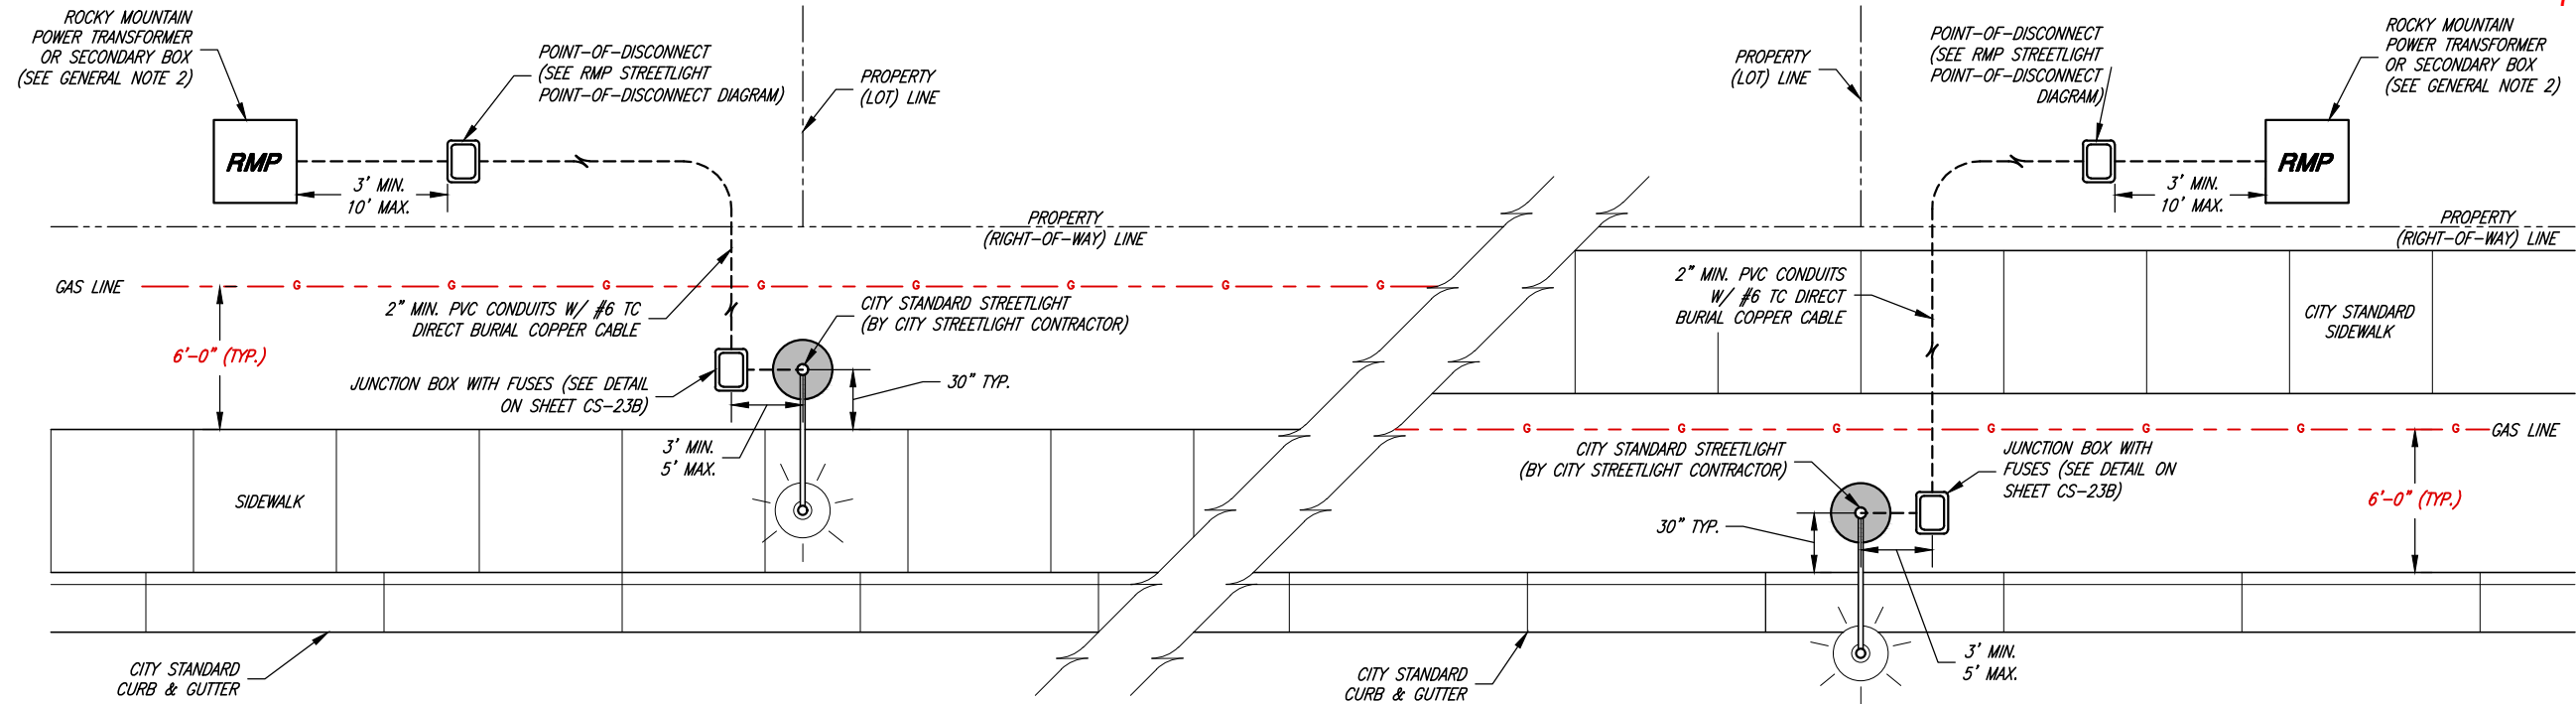 ROCKY MOUNTAIN
POWER TRANSFORMER
OR SECONDARY BOX
(SEE GENERAL NOTE 2)
POINT-OF-DISCONNECT
(SEE RMP STREETLIGHT
POINT-OF-DISCONNECT DIAGRAM)
PROPERTY
(LOT) LINE
RMP
3' MIN.
10' MAX.
PROPERTY
(RIGHT-OF-WAY) LINE
GAS LINE
G G G G G G G G
2" MIN. PVC CONDUITS W/ #6 TC
DIRECT BURIAL COPPER CABLE
CITY STANDARD STREETLIGHT
(BY CITY STREETLIGHT CONTRACTOR)
6'-0" (TYP.)
JUNCTION BOX WITH FUSES (SEE DETAIL
ON SHEET CS-23B)
30" TYP.
3' MIN.
5' MAX.
SIDEWALK
CITY STANDARD
CURB & GUTTER
PROPERTY
(LOT) LINE
POINT-OF-DISCONNECT
(SEE RMP STREETLIGHT
POINT-OF-DISCONNECT
DIAGRAM)
ROCKY MOUNTAIN
POWER TRANSFORMER
OR SECONDARY BOX
(SEE GENERAL NOTE 2)
RMP
3' MIN.
10' MAX.
PROPERTY
(RIGHT-OF-WAY) LINE
2" MIN. PVC CONDUITS
W/ #6 TC DIRECT
BURIAL COPPER CABLE
CITY STANDARD
SIDEWALK
G G G G G G G
GAS LINE
CITY STANDARD STREETLIGHT
(BY CITY STREETLIGHT CONTRACTOR)
JUNCTION BOX WITH
FUSES (SEE DETAIL ON
SHEET CS-23B)
6'-0" (TYP.)
30" TYP.
3' MIN.
5' MAX.
CITY STANDARD
CURB & GUTTER